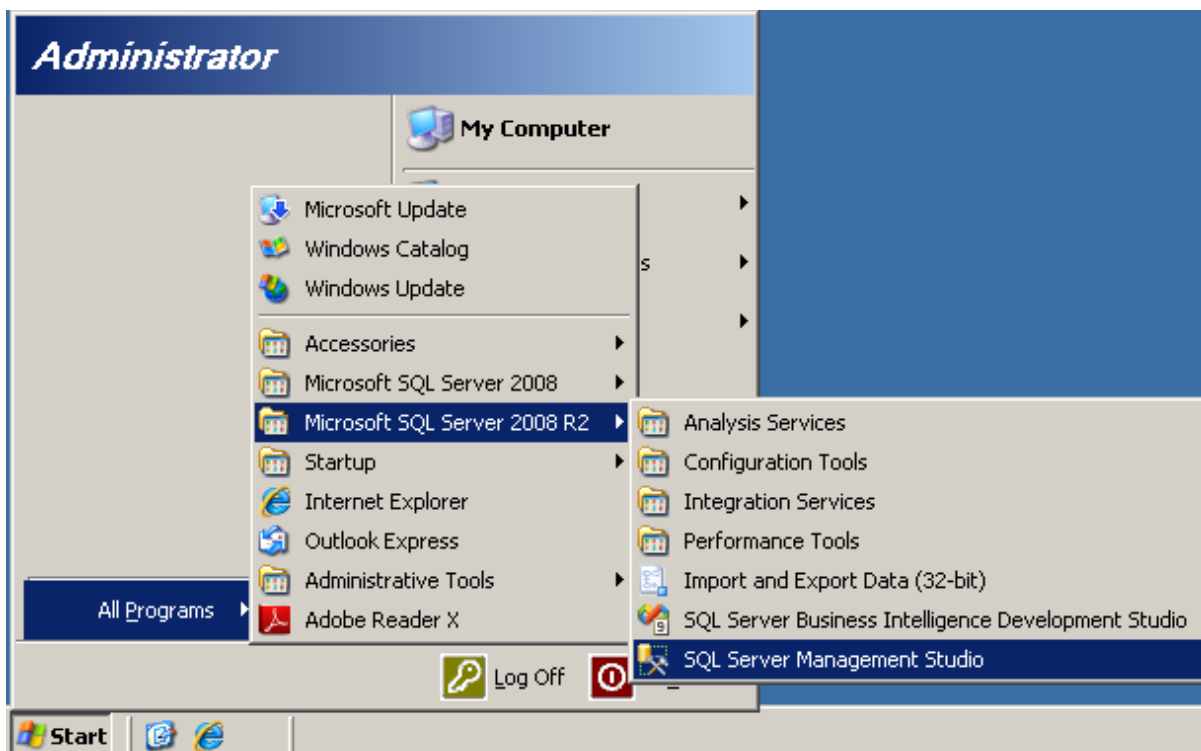 Administrator
My Computer
Microsoft Update
Windows Catalog
s
Windows Update
Accessories
Microsoft SQL Server 2008
Microsoft SQL Server 2008 R2
Startup
Internet Explorer
Outlook Express
Administrative Tools
Adobe Reader X
Analysis Services
Configuration Tools
Integration Services
Performance Tools
Import and Export Data (32-bit)
SQL Server Business Intelligence Development Studio
SQL Server Management Studio
All Programs
Log Off
Start